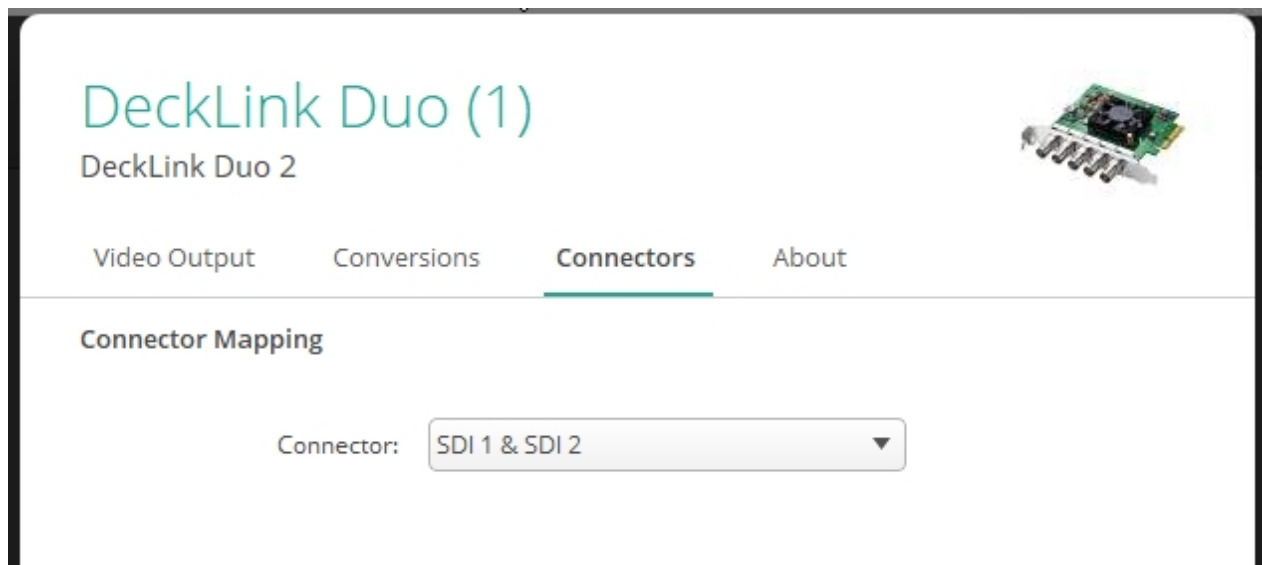 DeckLink Duo (1)
DeckLink Duo 2
Video Output Conversions Connectors About
Connector Mapping
Connector: SDI 1 & SDI 2